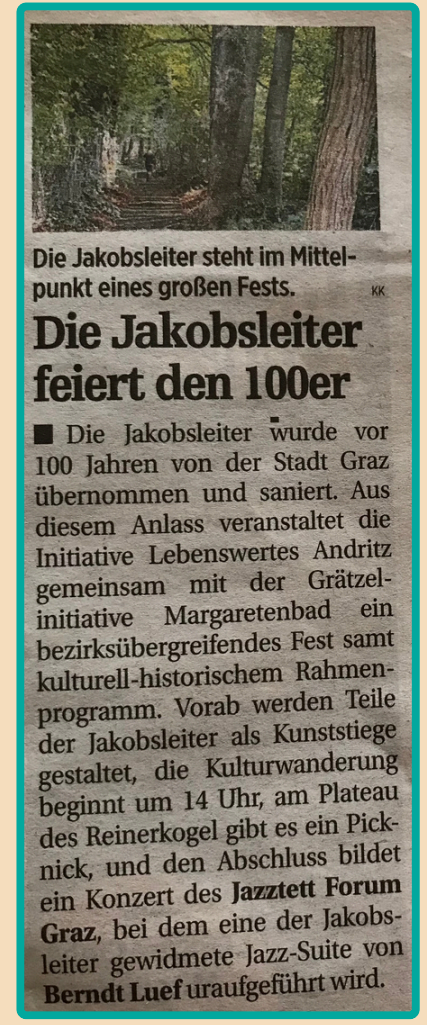 Die Jakobsleiter steht im Mittel-
punkt eines großen Fests.
KK
Die Jakobsleiter
feiert den 100er
■ Die Jakobsleiter wurde vor
100 Jahren von der Stadt Graz
übernommen und saniert. Aus
diesem Anlass veranstaltet die
Initiative Lebenswertes Andritz
gemeinsam mit der Grätzel-
initiative Margaretenbad ein
bezirksübergreifendes Fest samt
kulturell-historischem Rahmen-
programm. Vorab werden Teile
der Jakobsleiter als Kunststiege
gestaltet, die Kulturwanderung
beginnt um 14 Uhr, am Plateau
des Reinerkogel gibt es ein Pick-
nick, und den Abschluss bildet
ein Konzert des Jazztett Forum
Graz, bei dem eine der Jakobs-
leiter gewidmete Jazz-Suite von
Berndt Luef uraufgeführt wird.